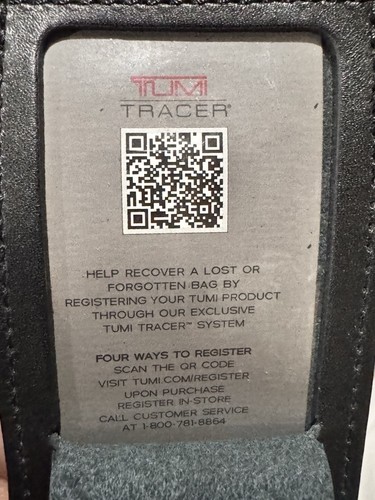 TUMI
TRACER®
HELP RECOVER A LOST OR
FORGOTTEN BAG BY
REGISTERING YOUR TUMI PRODUCT
THROUGH OUR EXCLUSIVE
TUMI TRACER™ SYSTEM
FOUR WAYS TO REGISTER
SCAN THE QR CODE
VISIT TUMI.COM/REGISTER
UPON PURCHASE
REGISTER IN-STORE
CALL CUSTOMER SERVICE
AT 1-800-781-8864